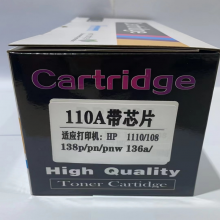 Cartridge
110A带芯片
适应打印机：HP 1110/108
138p/pn/pnw 136a/
High Quality
Toner Cartidge